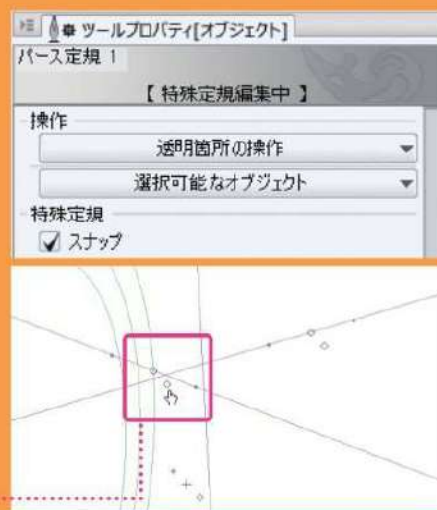 ツールプロパティ[オブジェクト]
パース定規 1
【 特殊定規編集中 】
操作
透明箇所の操作
選択可能なオブジェクト
特殊定規
スナップ